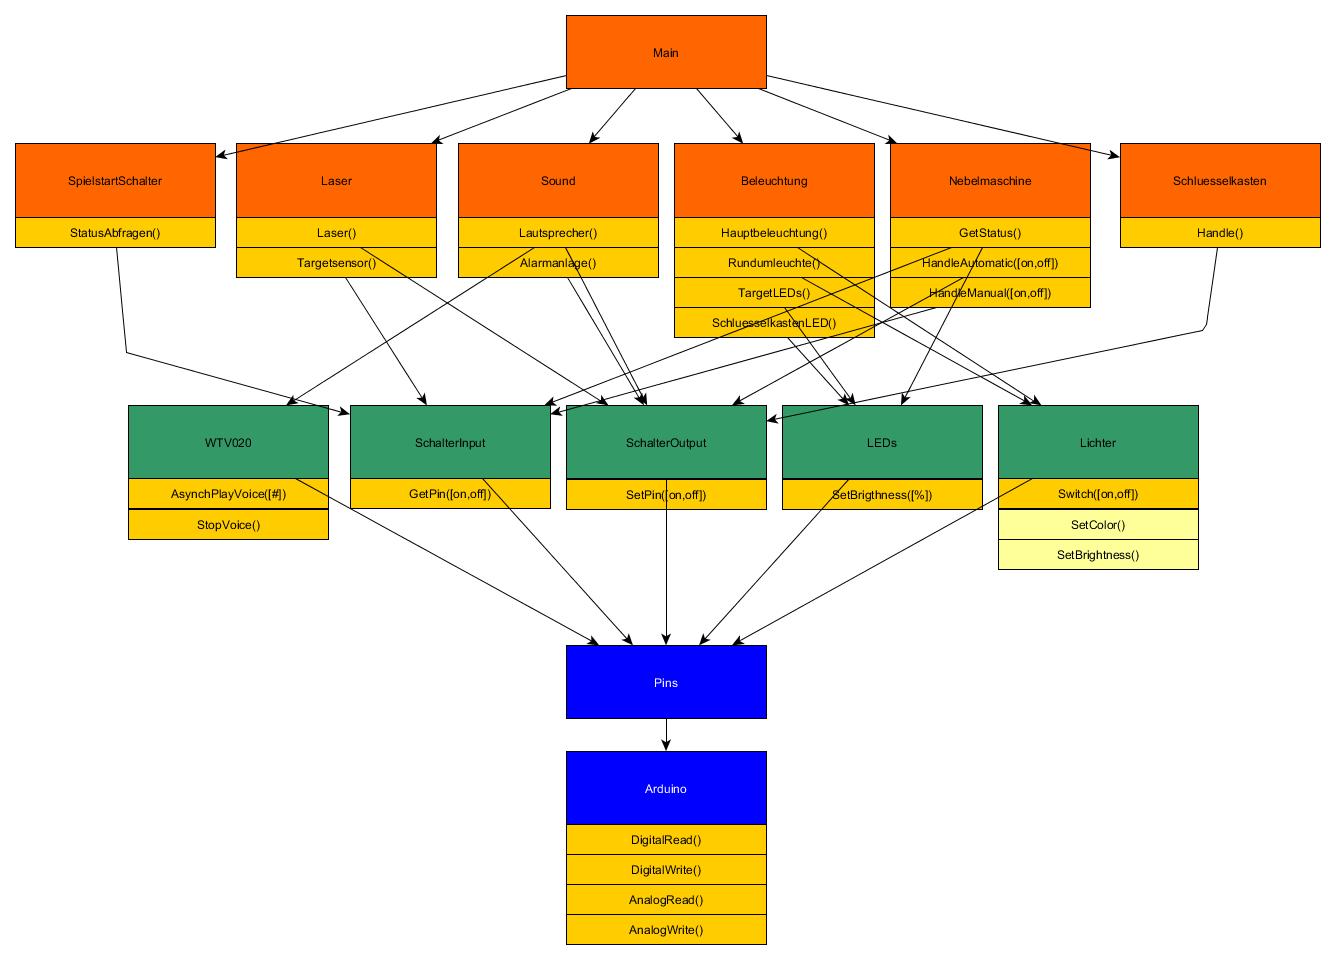 Main
SpielstartSchalter
Laser
Sound
Beleuchtung
Nebelmaschine
Schluesselkasten
StatusAbfragen()
Laser()
Lautsprecher()
Hauptbeleuchtung()
GetStatus()
Handle()
Targetsensor()
Alarmanlage()
Rundumleuchte()
HandleAutomatic([on,off])
TargetLEDs()
HandleManual([on,off])
SchluesselkastenLED()
WTV020
SchalterInput
SchalterOutput
LEDs
Lichter
AsynchPlayVoice([#])
GetPin([on,off])
SetPin([on,off])
SetBrigthness([%])
Switch([on,off])
StopVoice()
SetColor()
SetBrightness()
Pins
Arduino
DigitalRead()
DigitalWrite()
AnalogRead()
AnalogWrite()